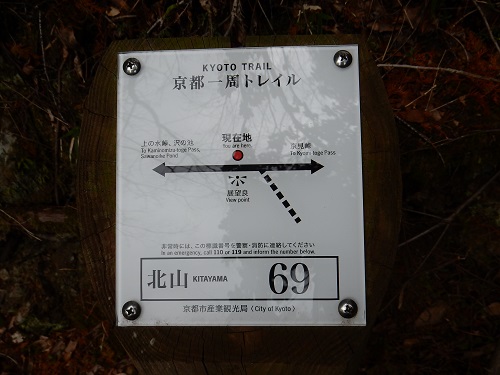 KYOTO TRAIL
京都一周トレイル
現在地
You are here
上の水峠、沢の池
To Kaminomizu-toge Pass,
Sawanoike Pond
京見峠
To Kyomi-toge Pass
展望良
View point
非常時には、この標識番号を警察・消防に連絡してください
In an emergency, call 110 or 119 and inform the number below.
北山 KITAYAMA 69
京都市産業観光局 (City of Kyoto)